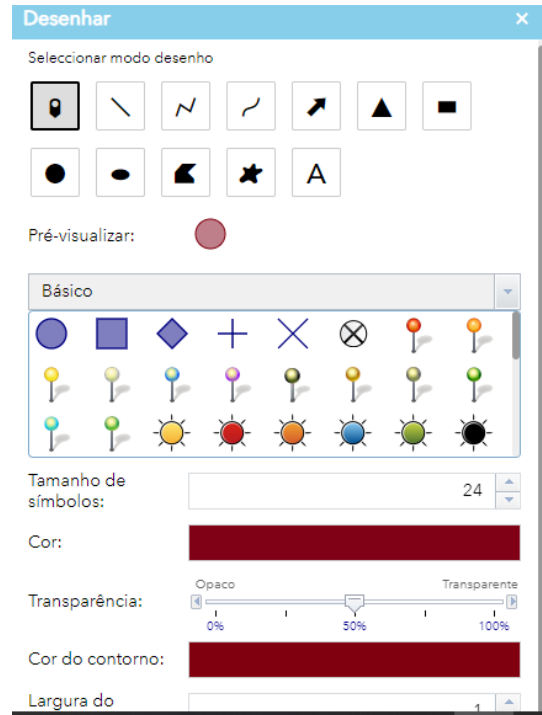 Desenhar
Seleccionar modo desenho
A
Pré-visualizar:
Básico
Tamanho de
símbolos:
24
Cor:
Opaco
Transparente
Transparência:
0%
50%
100%
Cor do contorno:
Largura do
1